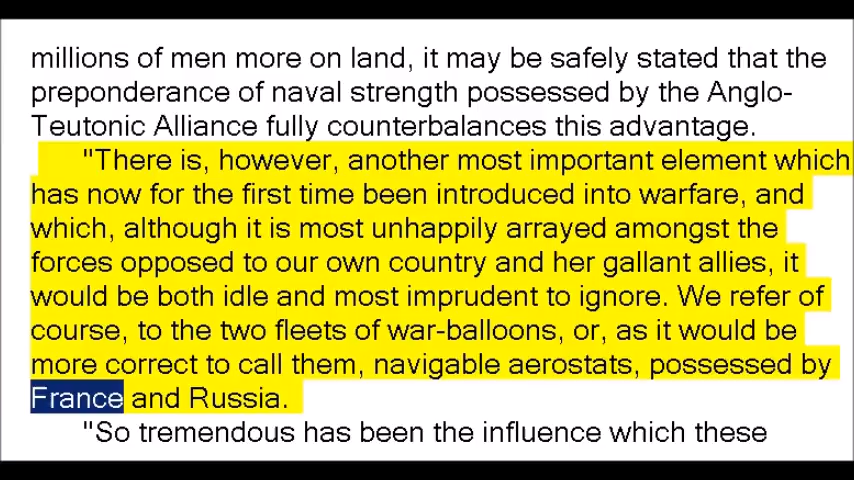 millions of men more on land, it may be safely stated that the
preponderance of naval strength possessed by the Anglo-
Teutonic Alliance fully counterbalances this advantage.
"There is, however, another most important element which
has now for the first time been introduced into warfare, and
which, although it is most unhappily arrayed amongst the
forces opposed to our own country and her gallant allies, it
would be both idle and most imprudent to ignore. We refer of
course, to the two fleets of war-balloons, or, as it would be
more correct to call them, navigable aerostats, possessed by
France and Russia.
"So tremendous has been the influence which these